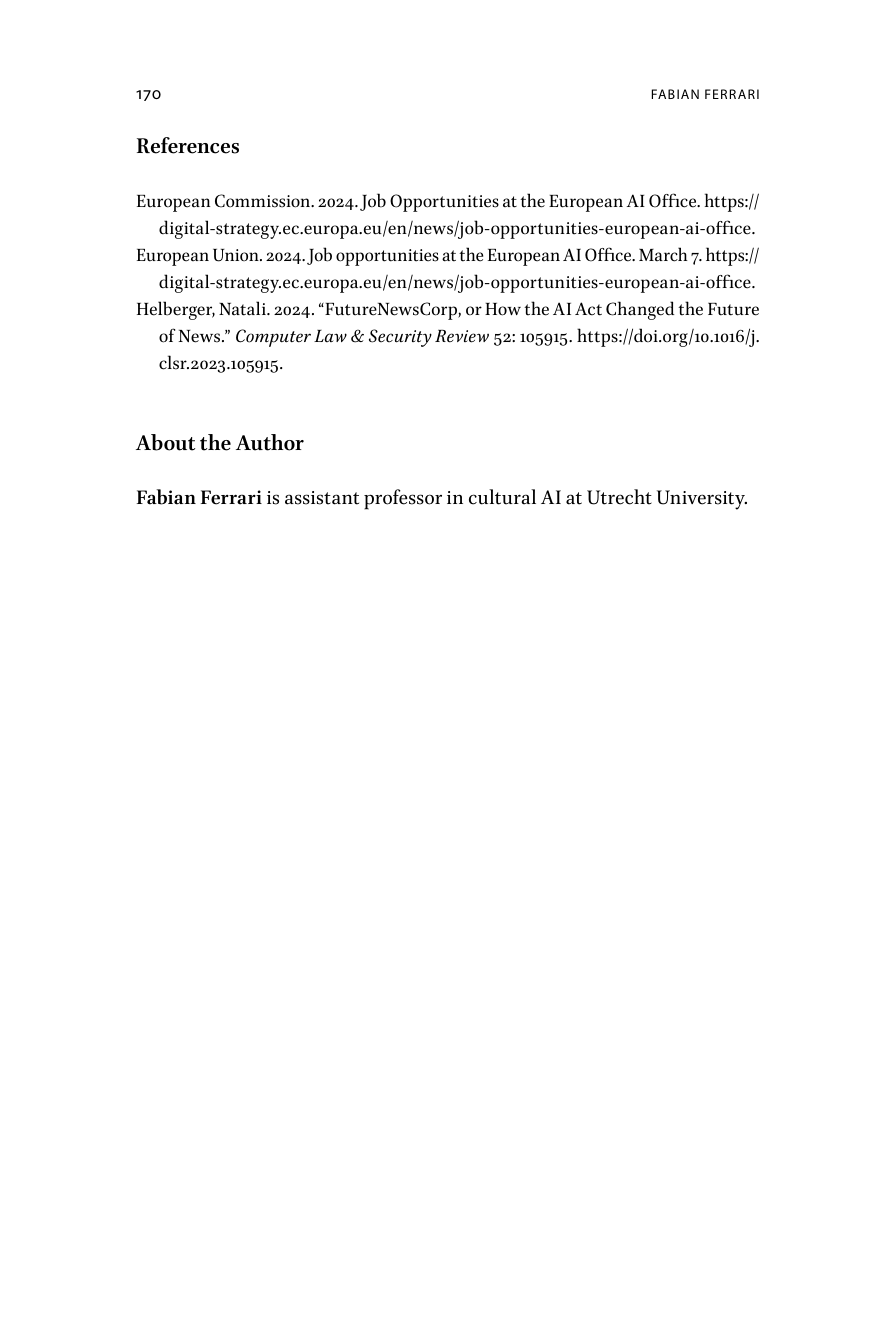 170
FABIAN FERRARI
References
European Commission. 2024. Job Opportunities at the European AI Office. https://
digital-strategy.ec.europa.eu/en/news/job-opportunities-european-ai-office.
European Union. 2024. Job opportunities at the European AI Office. March 7. https://
digital-strategy.ec.europa.eu/en/news/job-opportunities-european-ai-office.
Helberger, Natali. 2024. “FutureNewsCorp, or How the AI Act Changed the Future
of News.” Computer Law & Security Review 52: 105915. https://doi.org/10.1016/j.
clsr.2023.105915.
About the Author
Fabian Ferrari is assistant professor in cultural AI at Utrecht University.